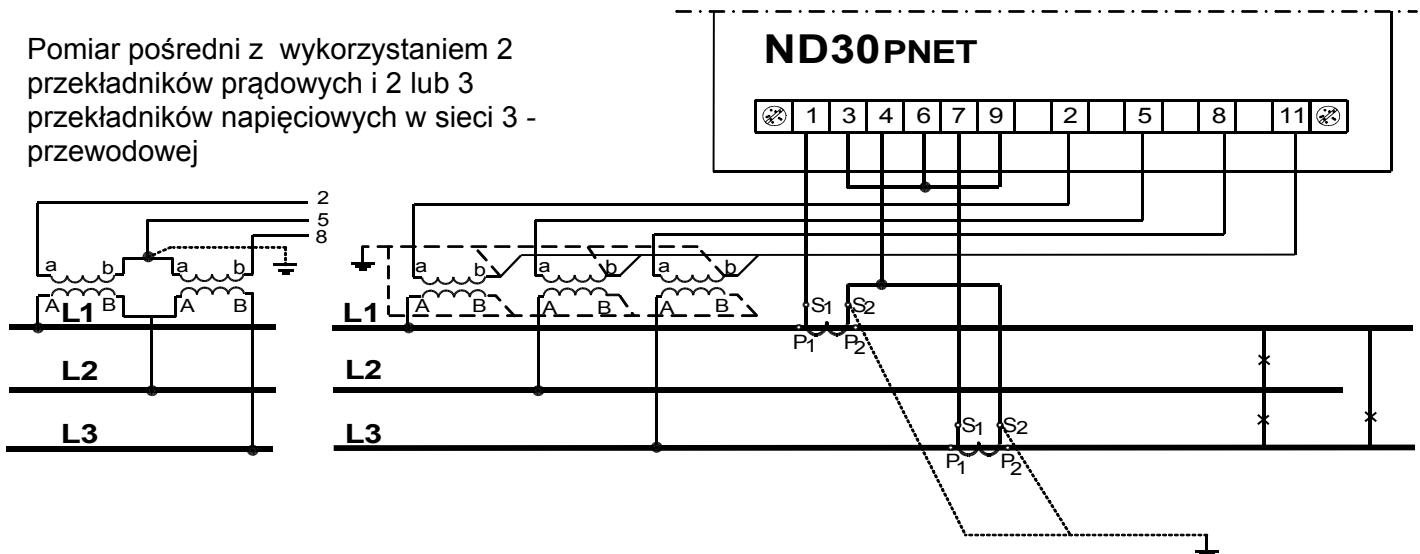 Pomiar pośredni z wykorzystaniem 2
przekładników prądowych i 2 lub 3
przekładników napięciowych w sieci 3 -
przewodowej
ND30PNET
1 3 4 6 7 9 2 5 8 11
2
5
8
a b a b
A B A B
a b a b a b
A B A B A B
L1
L1
S1 S2
P1 P2
L2
L2
L3
L3
S1 S2
P1 P2